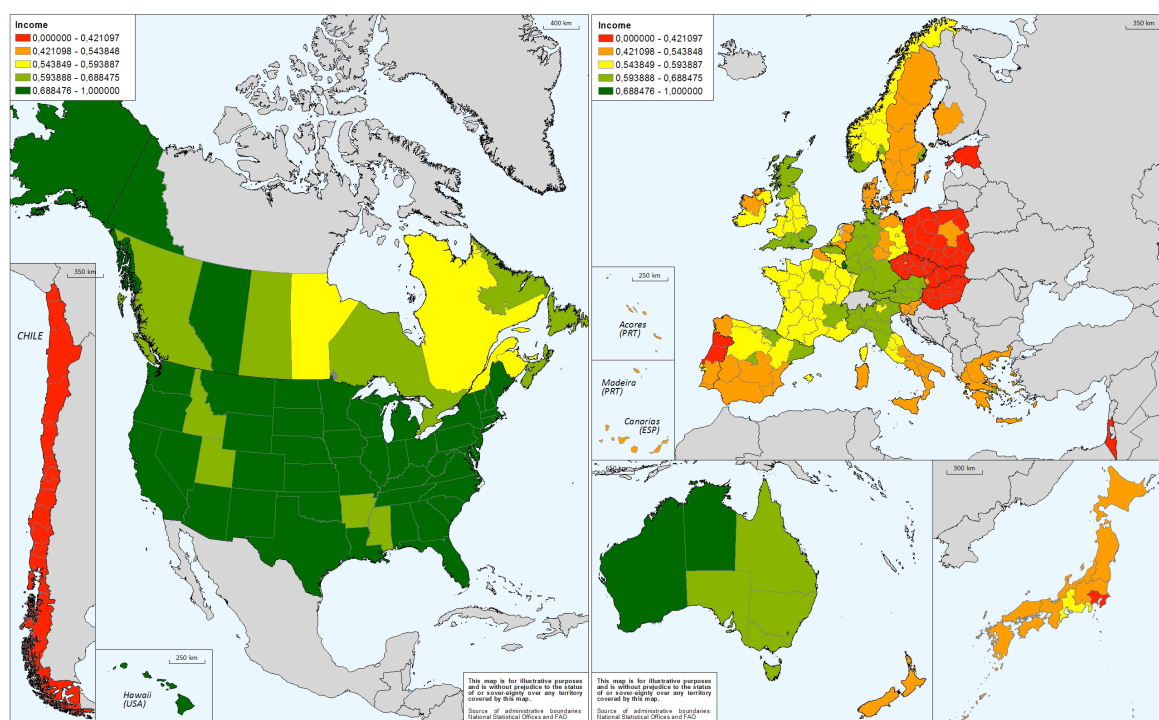 Income
0,000000 - 0,421097
0,421098 - 0,543848
0,543849 - 0,593887
0,593888 - 0,688475
0,688476 - 1,000000
400 km
350 km
CHILE
250 km
Hawaii
(USA)
This map is for illustrative purposes
and is without prejudice to the status
of or sover-eignty over any territory
covered by this map.
Source of administrative boundaries:
National Statistical Offices and FAO
Income
0,000000 - 0,421097
0,421098 - 0,543848
0,543849 - 0,593887
0,593888 - 0,688475
0,688476 - 1,000000
350 km
250 km
Acores
(PRT)
Madeira
(PRT)
Canarias
(ESP)
650 km
300 km
This map is for illustrative purposes
and is without prejudice to the status
of or sover-eignty over any territory
covered by this map.
Source of administrative boundaries:
National Statistical Offices and FAO